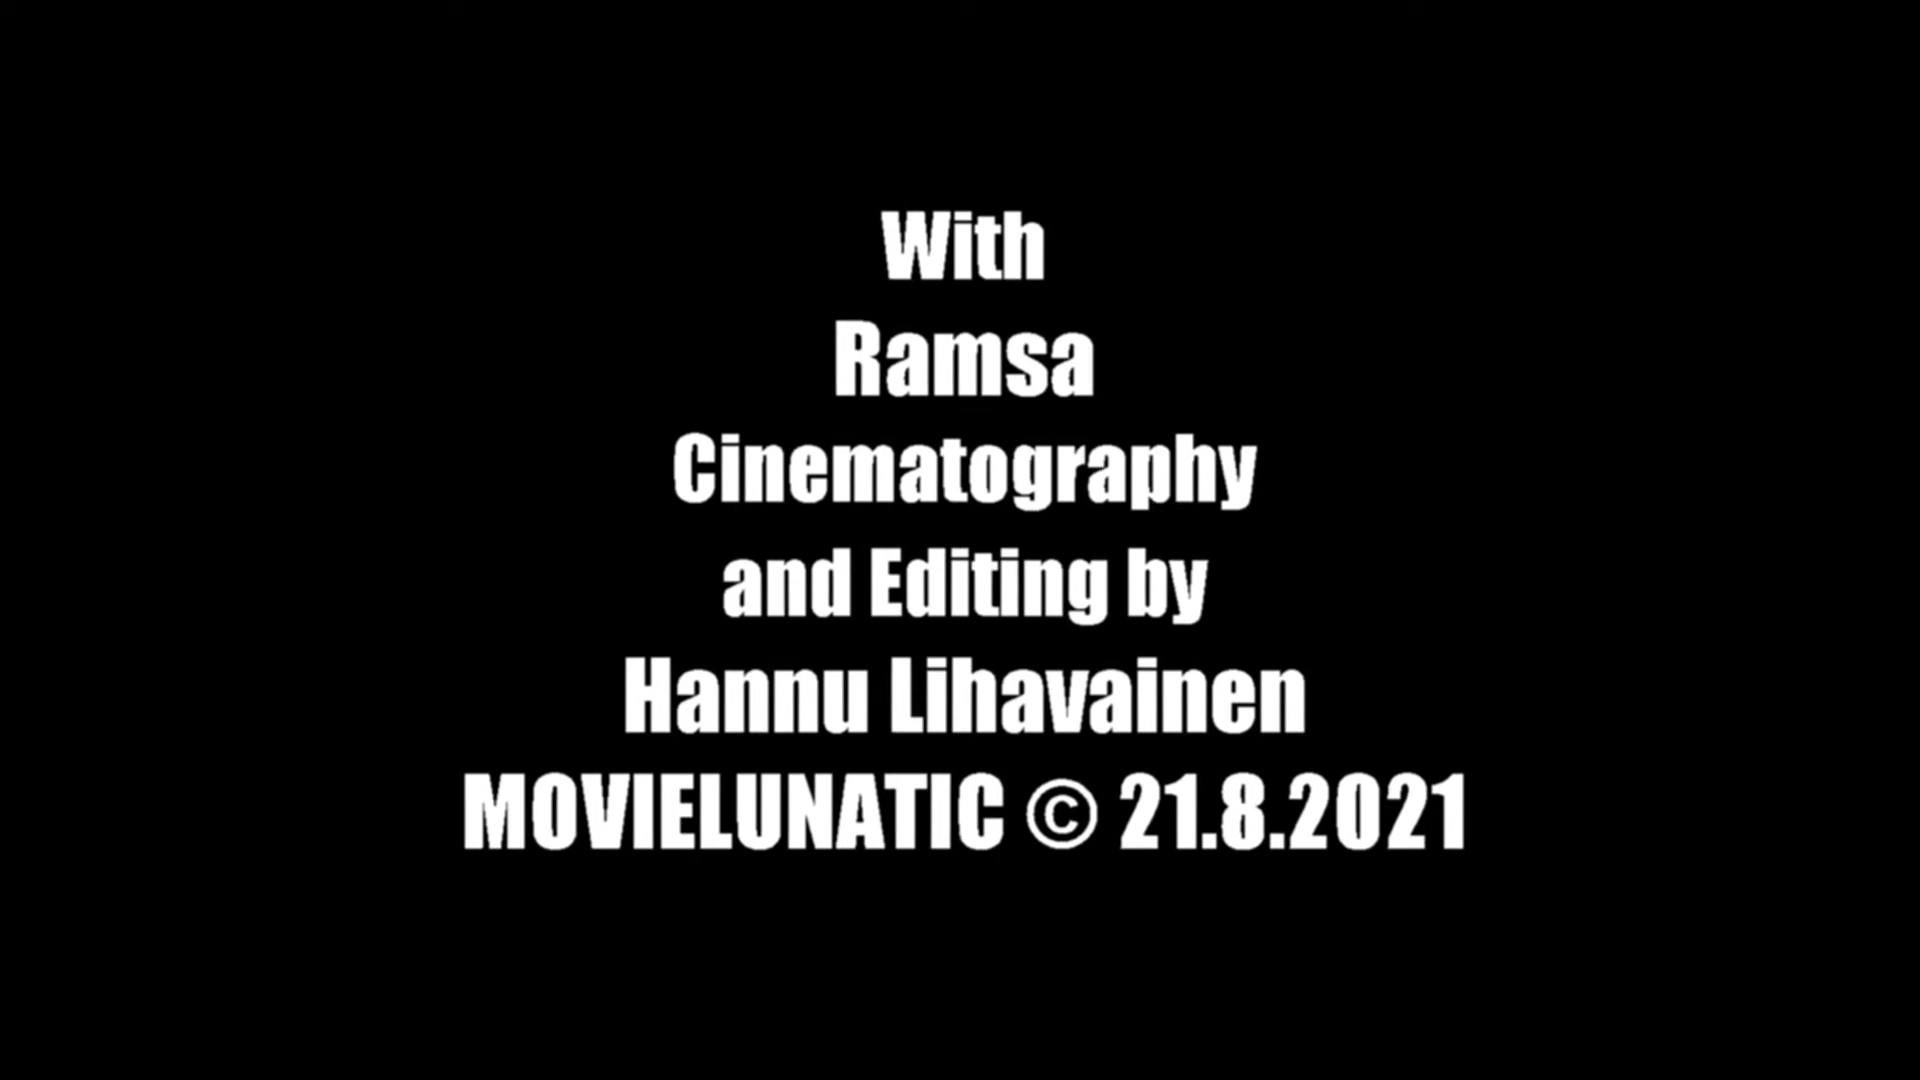 With
Ramsa
Cinematography
and Editing by
Hannu Lihavainen
MOVIELUNATIC © 21.8.2021